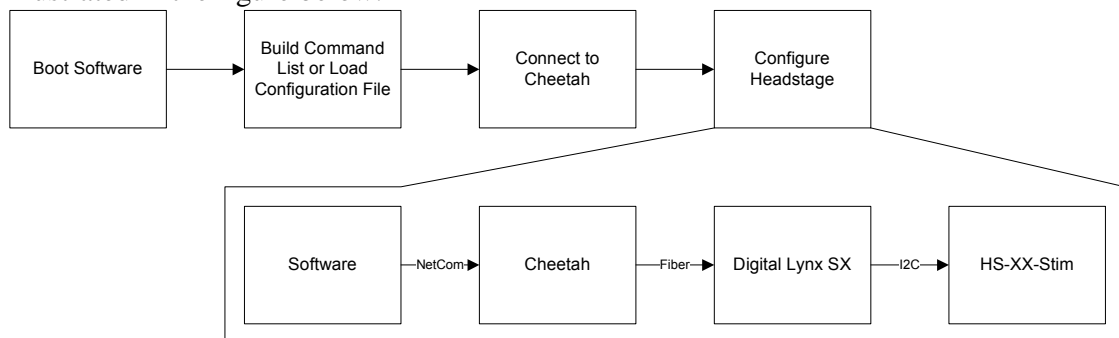 Boot Software
Build Command
List or Load
Configuration File
Connect to
Cheetah
Configure
Headstage
Software
NetCom
Cheetah
Fiber
Digital Lynx SX
I2C
HS-XX-Stim